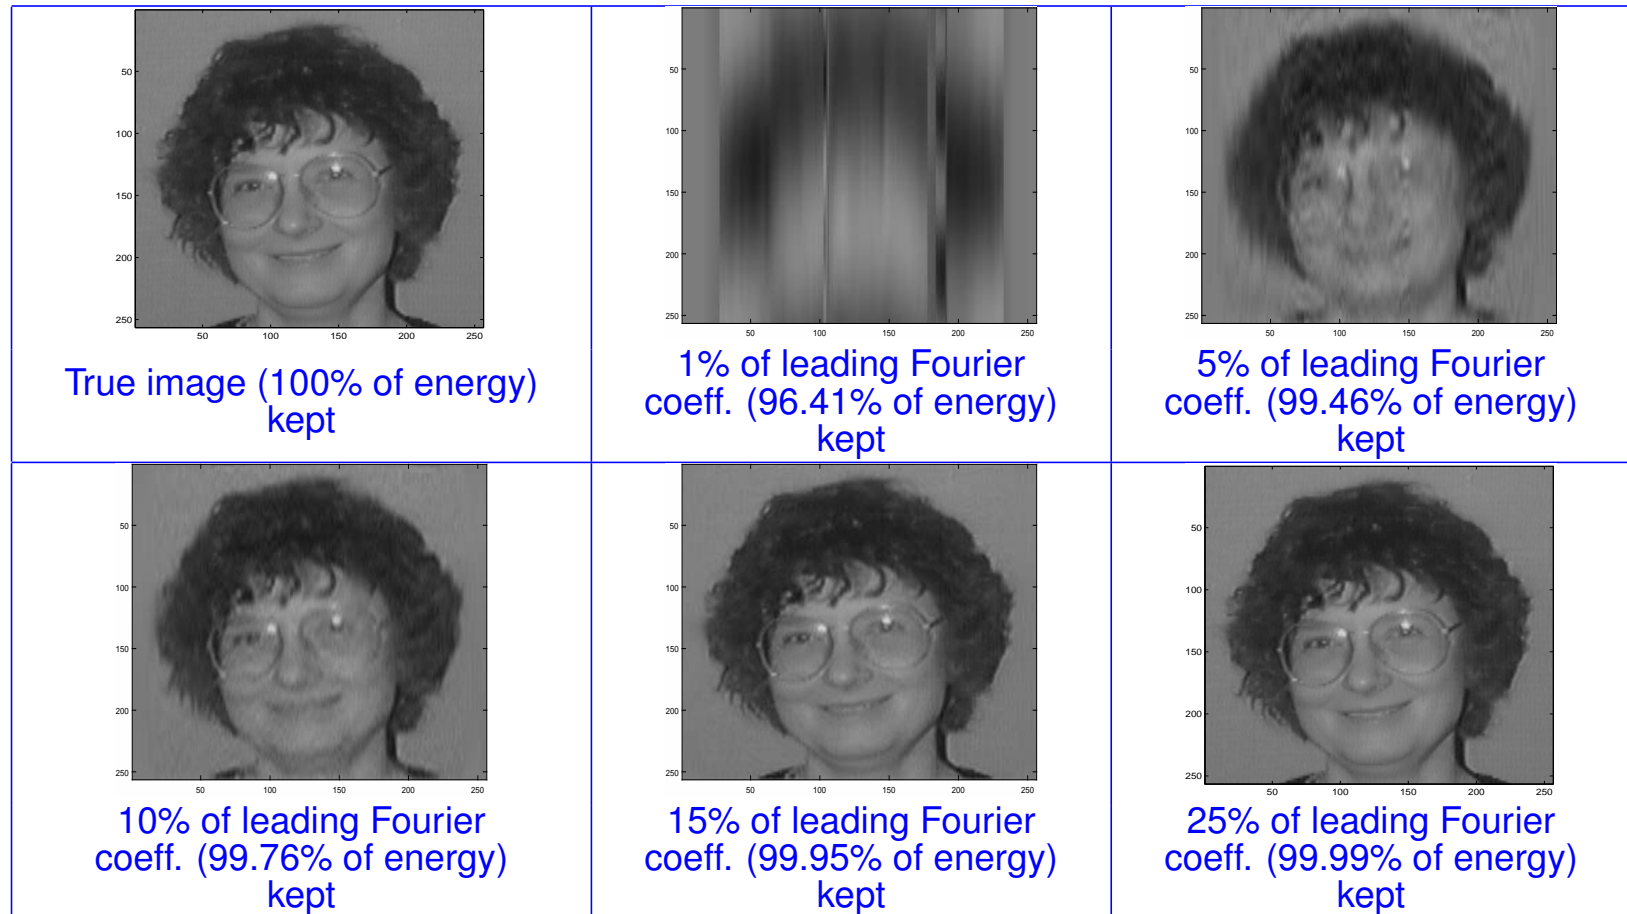 50
100
150
200
250
50 100 150 200 250
True image (100% of energy)
kept
50
100
150
200
250
50 100 150 200 250
1% of leading Fourier
coeff. (96.41% of energy)
kept
50
100
150
200
250
50 100 150 200 250
5% of leading Fourier
coeff. (99.46% of energy)
kept
50
100
150
200
250
50 100 150 200 250
10% of leading Fourier
coeff. (99.76% of energy)
kept
50
100
150
200
250
50 100 150 200 250
15% of leading Fourier
coeff. (99.95% of energy)
kept
50
100
150
200
250
50 100 150 200 250
25% of leading Fourier
coeff. (99.99% of energy)
kept